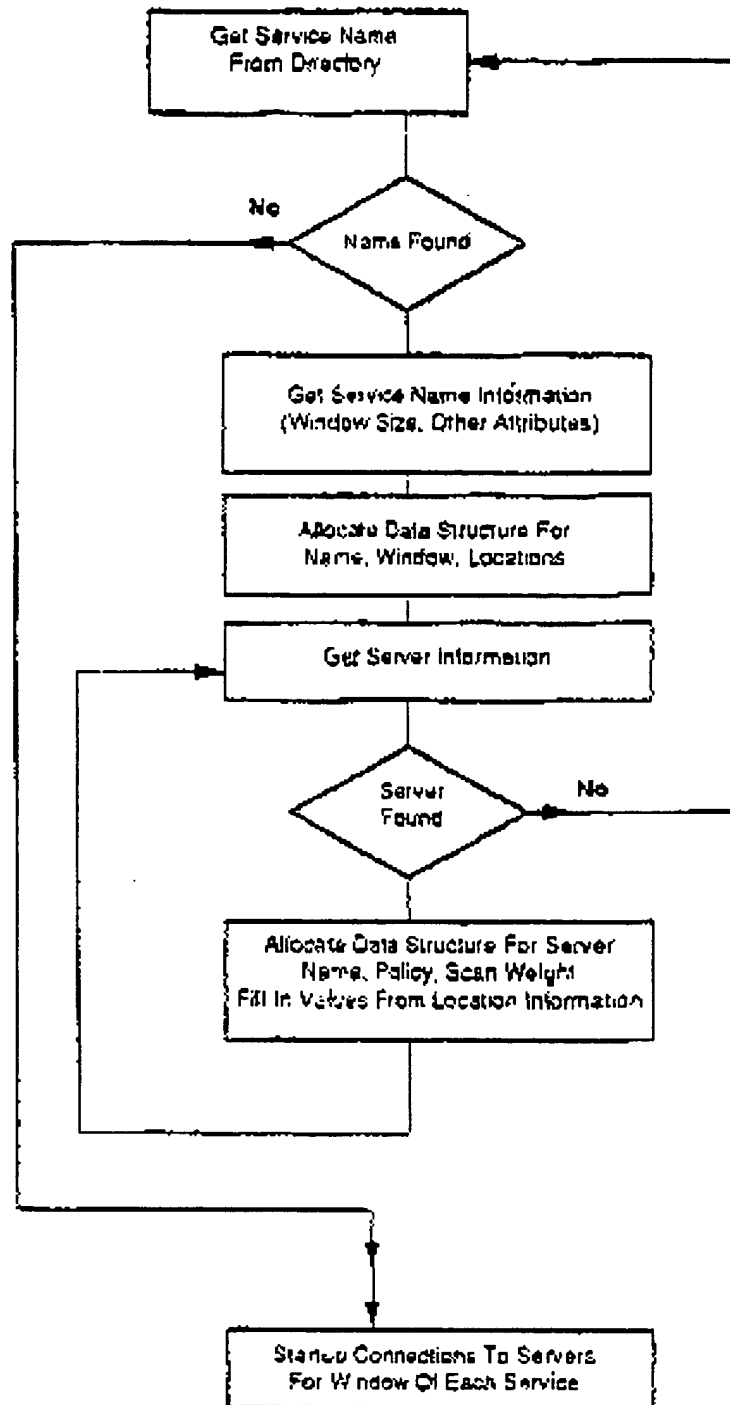 Get Service Name
From Directory
No
Name Found
Get Service Name Information
(Window Size, Other Attributes)
Allocate Data Structure For
Name, Window, Locations
Get Server Information
Server
Found
No
Allocate Data Structure For Server
Name, Policy, Scan Weight
Fill In Values From Location Information
Startup Connections To Servers
For Window Of Each Service